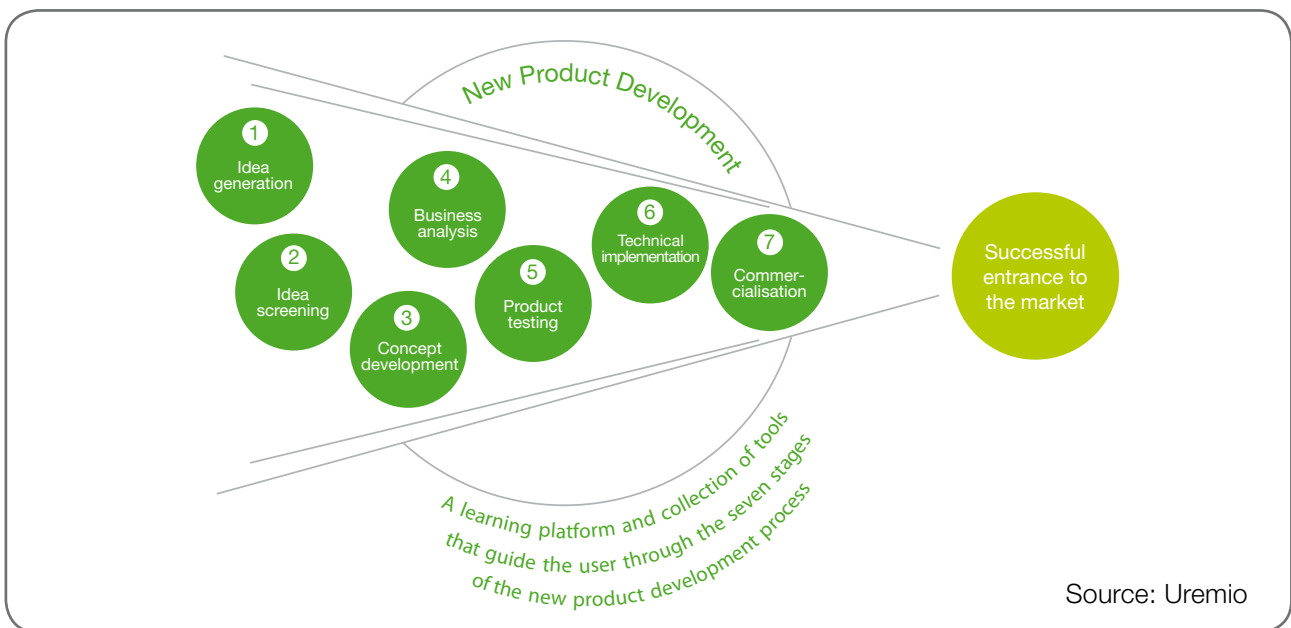 New Product Development
1
Idea
generation
2
Idea
screening
3
Concept
development
4
Business
analysis
5
Product
testing
6
Technical
implementation
7
Commer-
cialisation
Successful
entrance to
the market
A learning platform and collection of tools
that guide the user through the seven stages
of the new product development process
Source: Uremio